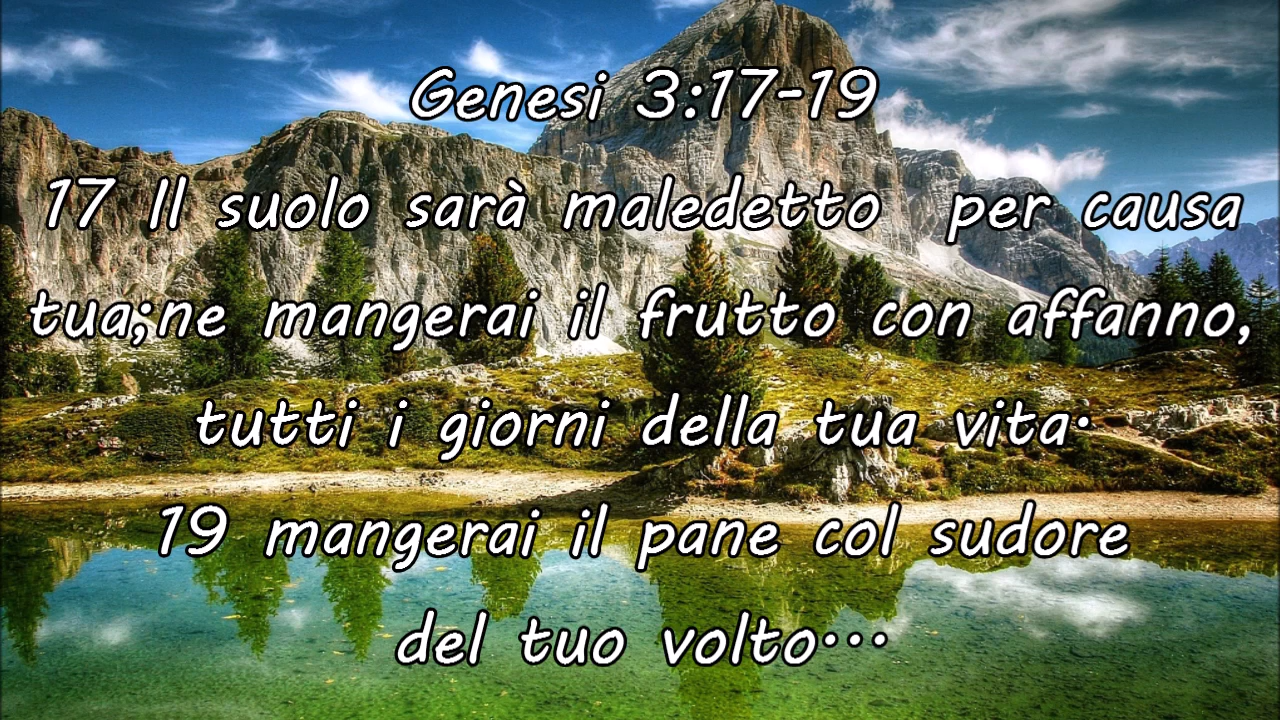 Genesi 3:17-19
17 Il suolo sarà maledetto per causa
tua;ne mangerai il frutto con affanno,
tutti i giorni della tua vita.
19 mangerai il pane col sudore
del tuo volto...